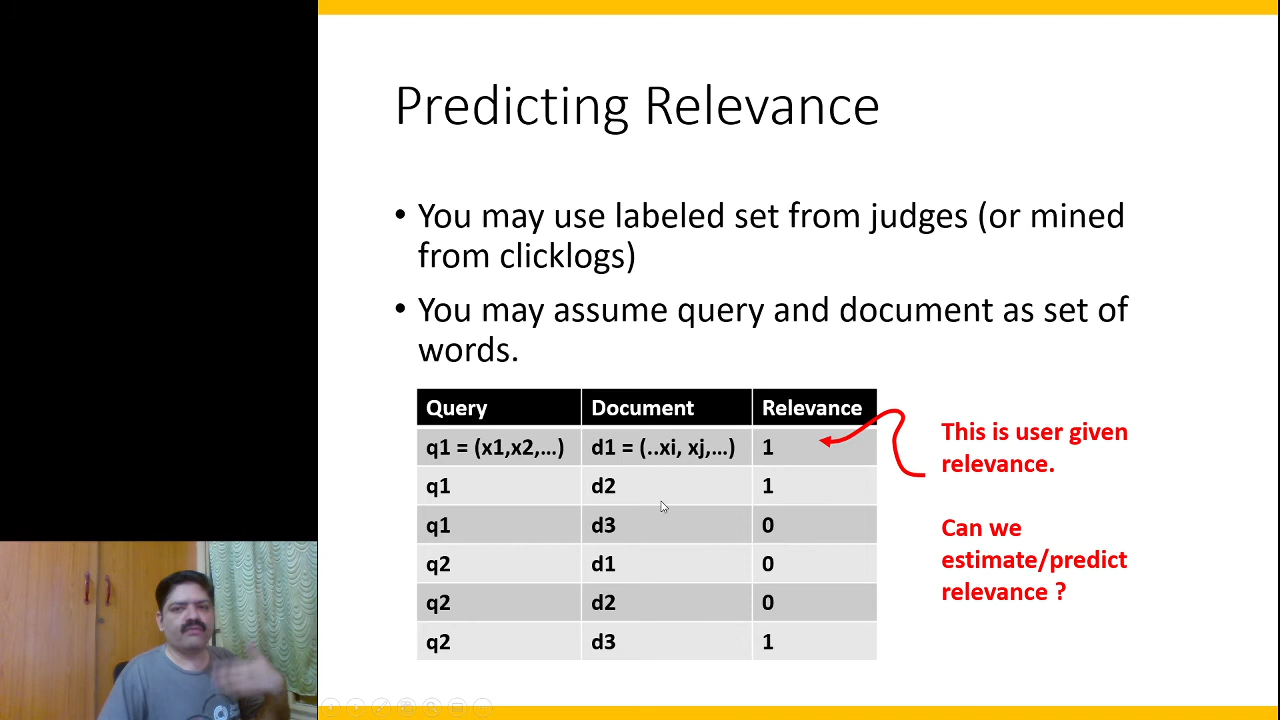 Predicting Relevance
• You may use labeled set from judges (or mined
from clicklogs)
• You may assume query and document as set of
words.
Query Document Relevance
q1 = (x1,x2,...) d1 = (..xi, xj,...) 1
q1 d2 1
q1 d3 0
q2 d1 0
q2 d2 0
q2 d3 1
This is user given
relevance.
Can we
estimate/predict
relevance ?